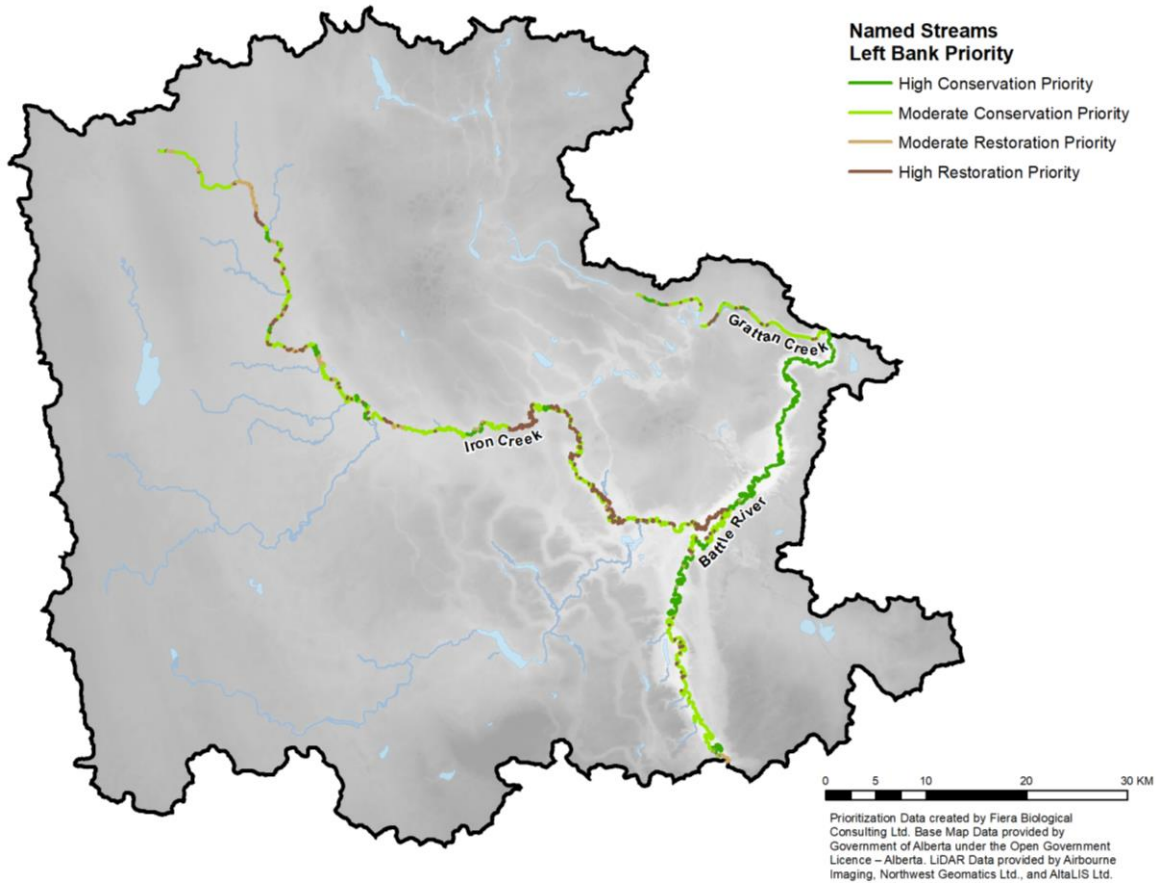 Named Streams
Left Bank Priority
High Conservation Priority
Moderate Conservation Priority
Moderate Restoration Priority
High Restoration Priority
Grattan Creek
Iron Creek
Battle River
0 5 10 20 30 KM
Prioritization Data created by Fiera Biological
Consulting Ltd. Base Map Data provided by
Government of Alberta under the Open Government
Licence – Alberta. LiDAR Data provided by Airbourne
Imaging, Northwest Geomatics Ltd., and AltaLIS Ltd.